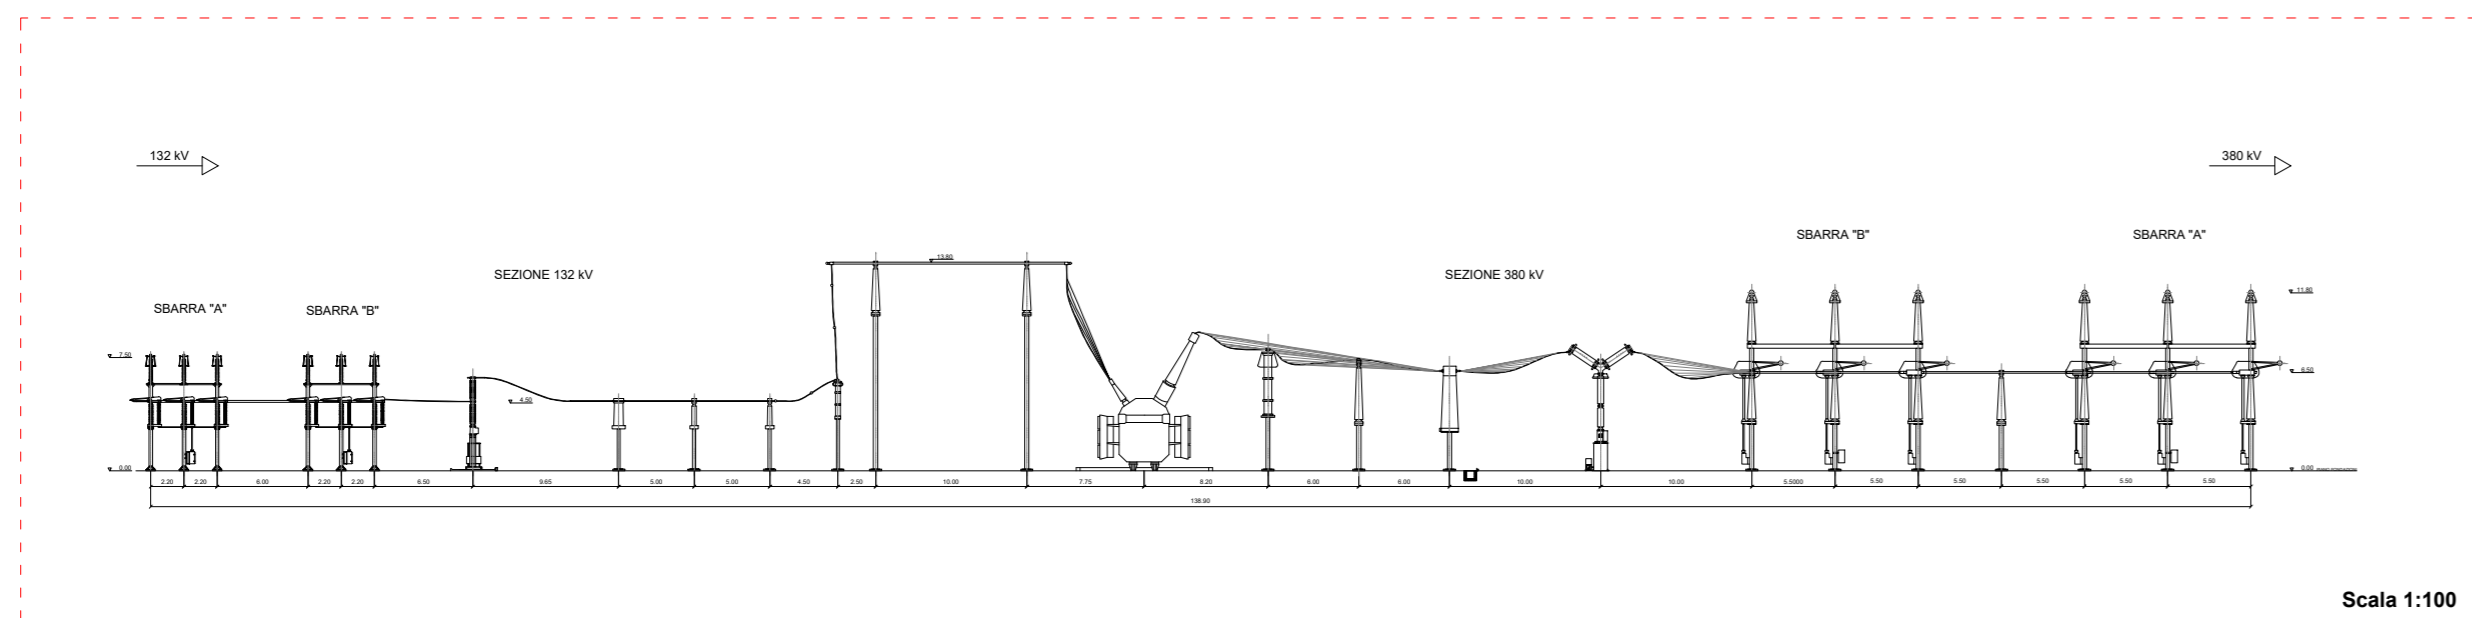 132 kV
380 kV
SBARRA "B"
SBARRA "A"
SEZIONE 132 kV
SEZIONE 380 kV
13.80
SBARRA "A"
SBARRA "B"
11.80
7.50
6.50
4.50
0.00
0.00
2.20 2.20 6.00 2.20 2.20 6.50 9.65 5.00 5.00 4.50 2.50 10.00 7.75 8.20 6.00 6.00 10.00 10.00 5.5000 5.50 5.50 5.50 5.50 5.50
138.90
Scala 1:100